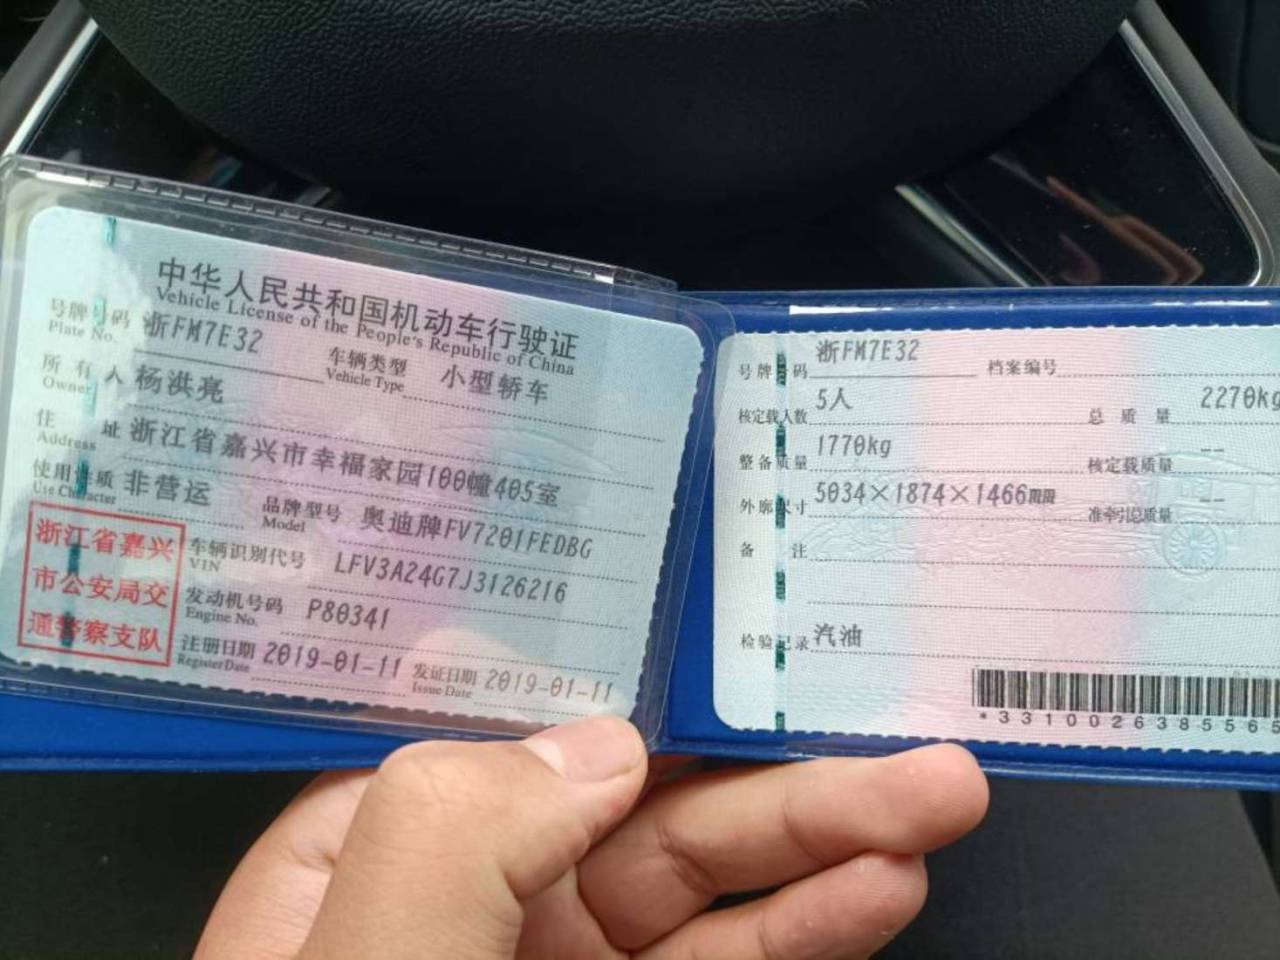 中华人民共和国机动车行驶证
Vehicle License of the People's Republic of China
号牌号码 浙FM7E32 车辆类型 小型轿车
Plate No. Vehicle Type
所有人 杨洪亮
Owner
住址 浙江省嘉兴市幸福家园100幢405室
Address
使用性质 非营运 品牌型号 奥迪牌FV7201FEDBG
Use Character Model
浙江省嘉兴
市公安局交
通警察支队
车辆识别代号 LFV3A24G7J3126216
VIN
发动机号码 P80341
Engine No.
注册日期 2019-01-11 发证日期 2019-01-11
Register Date Issue Date
号牌号码 浙FM7E32 档案编号
核定载人数 5人 总质量 2270kg
整备质量 1770kg 核定载质量 --
外廓尺寸 5034×1874×1466mm 准牵引总质量 --
备注
检验记录 汽油
*331002638556